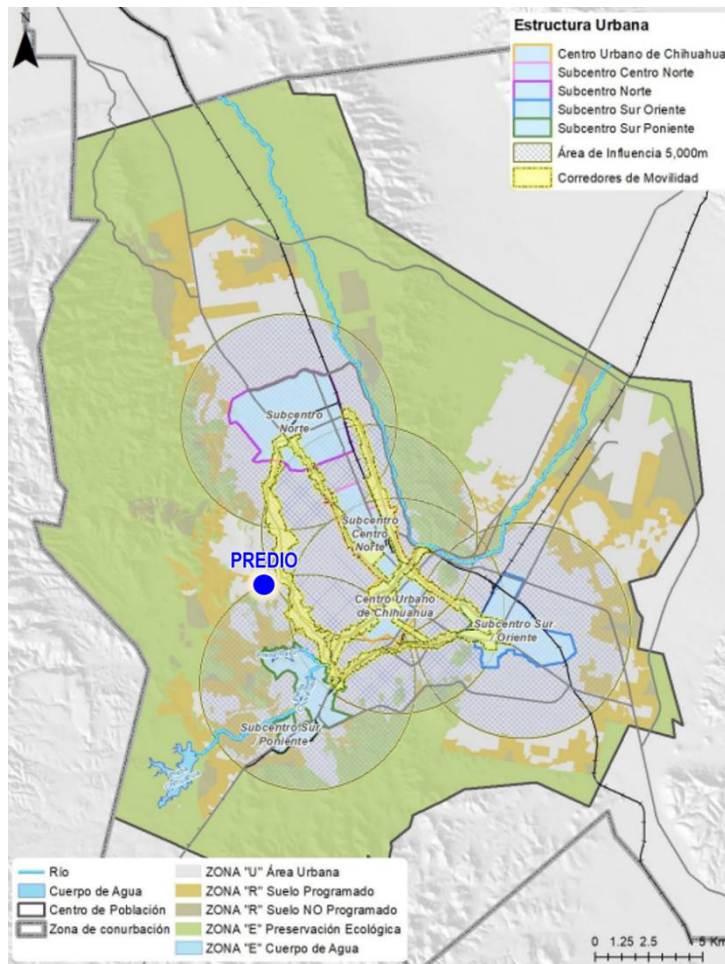 N
Estructura Urbana
Centro Urbano de Chihuahua
Subcentro Centro Norte
Subcentro Norte
Subcentro Sur Oriente
Subcentro Sur Poniente
Área de Influencia 5,000m
Corredores de Movilidad
Subcentro
Norte
Subcentro
Centro
Norte
PREDIO
Centro Urbano
de Chihuahua
Subcentro Sur
Oriente
Subcentro Sur
Poniente
Río
Cuerpo de Agua
Centro de Población
Zona de conurbación
ZONA "U" Área Urbana
ZONA "R" Suelo Programado
ZONA "R" Suelo NO Programado
ZONA "E" Preservación Ecológica
ZONA "E" Cuerpo de Agua
0 1.25 2.5 5 Km